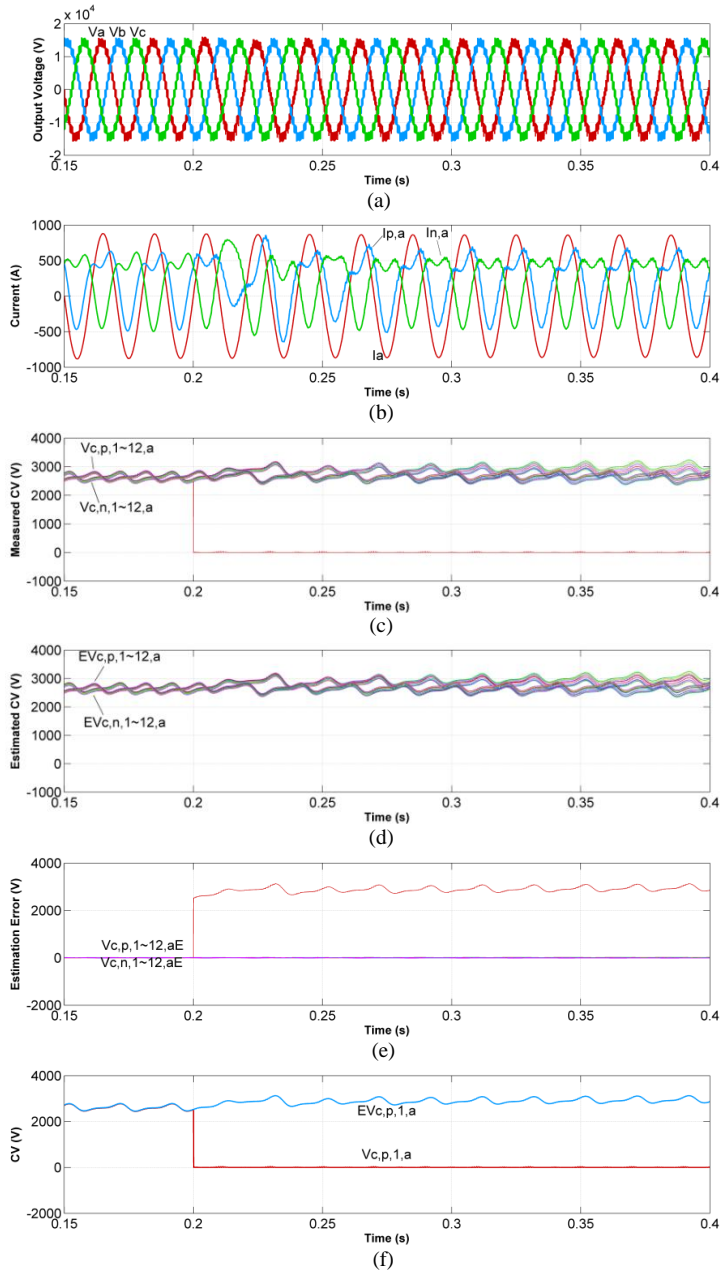 2 x 10^4
Va Vb Vc
1
0
-1
-2
Output Voltage (V)
0.15 0.2 0.25 0.3 0.35 0.4
Time (s)
(a)
1000
Ip,a In,a
500
0
-500
-1000
Ia
Current (A)
0.15 0.2 0.25 0.3 0.35 0.4
Time (s)
(b)
4000
Vc,p,1~12,a
3000
2000
Vc,n,1~12,a
1000
0
-1000
Measured CV (V)
0.15 0.2 0.25 0.3 0.35 0.4
Time (s)
(c)
4000
EVc,p,1~12,a
3000
2000
EVc,n,1~12,a
1000
0
-1000
Estimated CV (V)
0.15 0.2 0.25 0.3 0.35 0.4
Time (s)
(d)
4000
2000
Vc,p,1~12,aE
0
Vc,n,1~12,aE
-2000
Estimation Error (V)
0.15 0.2 0.25 0.3 0.35 0.4
Time (s)
(e)
4000
EVc,p,1,a
2000
Vc,p,1,a
0
-2000
CV (V)
0.15 0.2 0.25 0.3 0.35 0.4
Time (s)
(f)